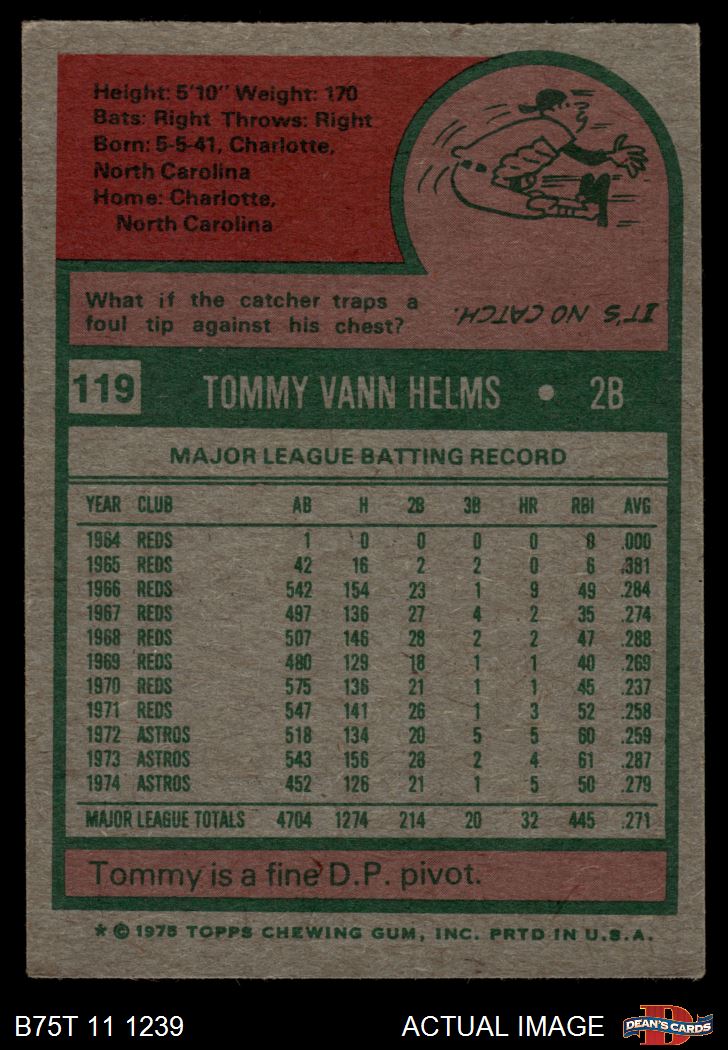 Height: 5'10" Weight: 170
Bats: Right Throws: Right
Born: 5-5-41, Charlotte,
North Carolina
Home: Charlotte,
North Carolina
What if the catcher traps a
foul tip against his chest?
IT'S NO CATCH.
119 TOMMY VANN HELMS • 2B
MAJOR LEAGUE BATTING RECORD
YEAR CLUB AB H 2B 3B HR RBI AVG
1964 REDS 1 0 0 0 0 0 .000
1965 REDS 42 16 2 2 0 6 .381
1966 REDS 542 154 23 1 9 49 .284
1967 REDS 497 136 27 4 2 35 .274
1968 REDS 507 146 28 2 2 47 .288
1969 REDS 480 129 18 1 1 40 .269
1970 REDS 575 136 21 1 1 45 .237
1971 REDS 547 141 26 1 3 52 .258
1972 ASTROS 518 134 20 5 5 60 .259
1973 ASTROS 543 156 28 2 4 61 .287
1974 ASTROS 452 126 21 1 5 50 .279
MAJOR LEAGUE TOTALS 4704 1274 214 20 32 445 .271
Tommy is a fine D.P. pivot.
* © 1975 TOPPS CHEWING GUM, INC. PRTD IN U.S.A.
B75T 11 1239 ACTUAL IMAGE
D
DEAN'S CARDS